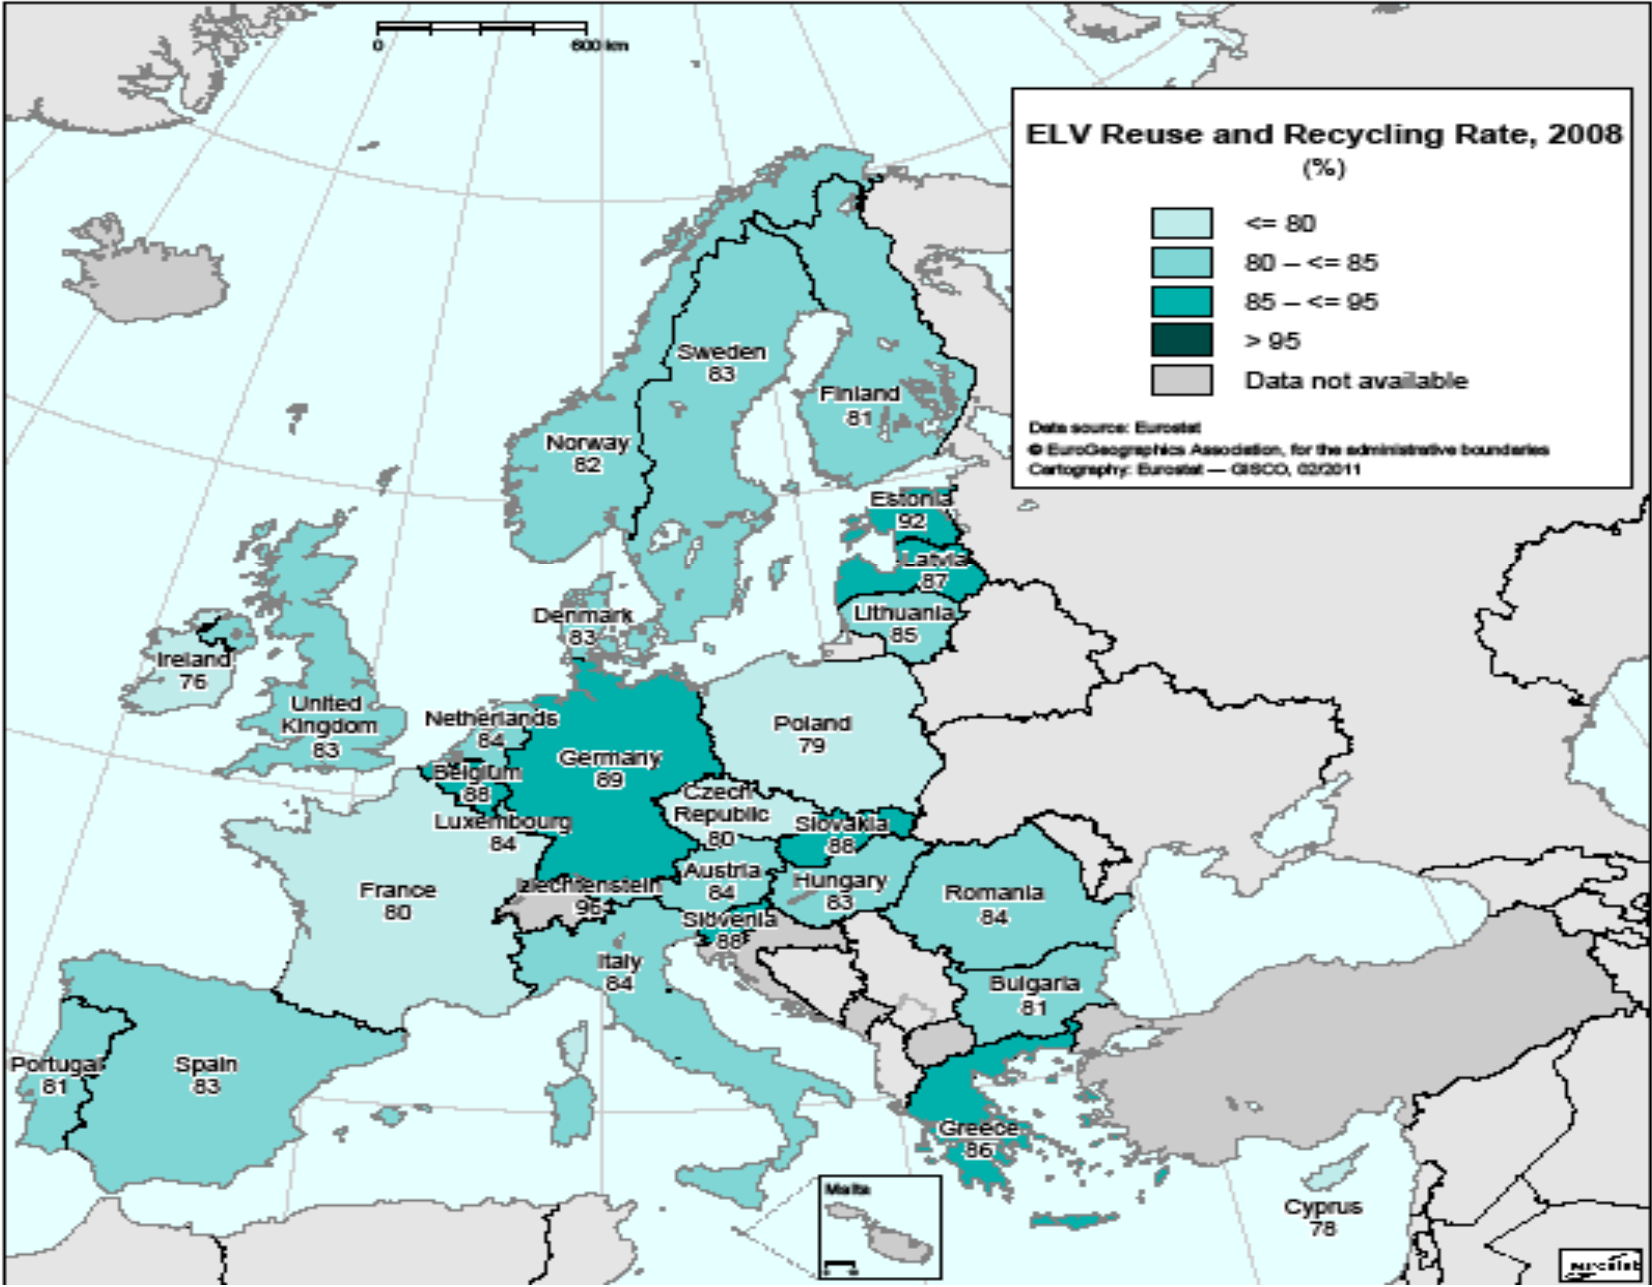 0 600 km
ELV Reuse and Recycling Rate, 2008
(%)
<= 80
80 – <= 85
85 – <= 95
> 95
Data not available
Data source: Eurostat
© EuroGeographics Association, for the administrative boundaries
Cartography: Eurostat — GISCO, 02/2011
Sweden
83
Finland
81
Norway
82
Estonia
92
Latvia
87
Lithuania
85
Denmark
83
Ireland
76
United
Kingdom
83
Netherlands
84
Poland
79
Germany
89
Belgium
88
Czech
Republic
80
Luxembourg
84
Slovakia
88
Austria
84
Hungary
83
Liechtenstein
96
France
80
Romania
84
Slovenia
88
Italy
84
Bulgaria
81
Portugal
81
Spain
83
Greece
86
Malta
Cyprus
78
eurostat